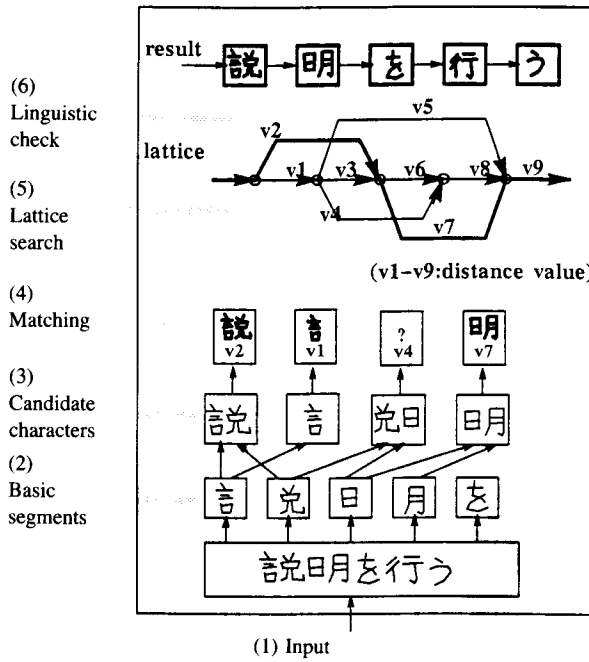 result 説 明 を 行 う
(6)
Linguistic
check
v5
v2
lattice
v1 v3 v6 v8 v9
(5)
Lattice
search
v4
v7
(v1-v9:distance value)
(4)
Matching
説 言 ? 明
v2 v1 v4 v7
(3)
Candidate
characters
言兑 言 兑日 日月
(2)
Basic
segments
言 兑 日 月 を
説明を行う
(1) Input